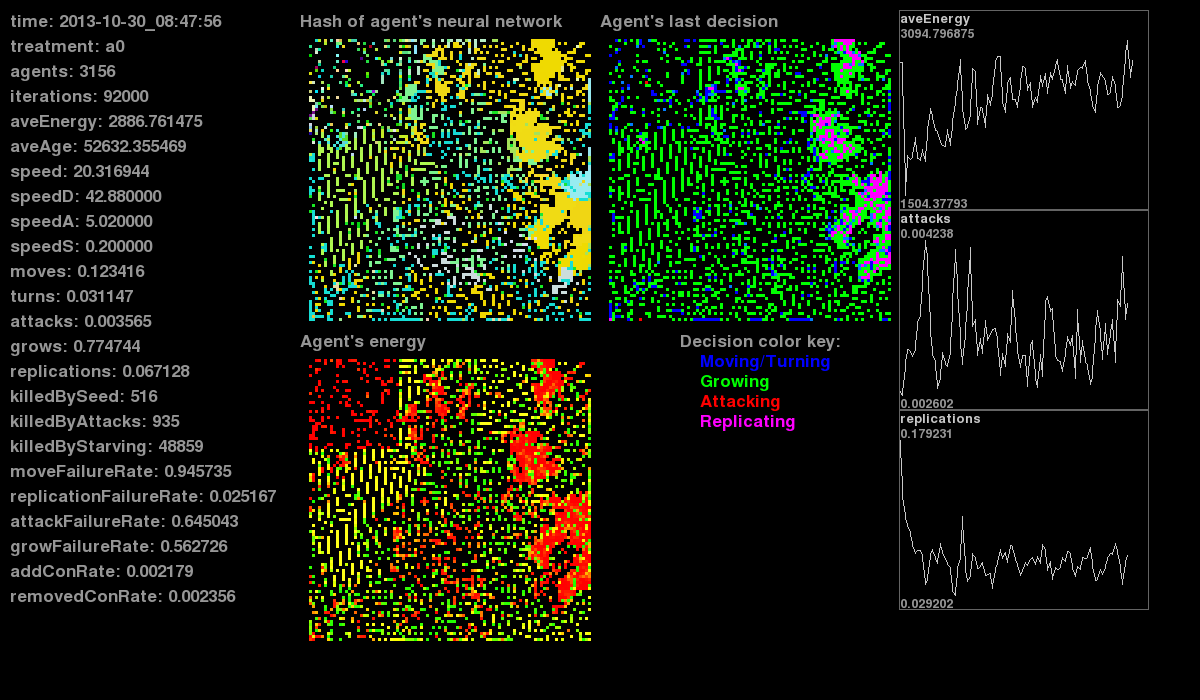 time: 2013-10-30_08:47:56
treatment: a0
agents: 3156
iterations: 92000
aveEnergy: 2886.761475
aveAge: 52632.355469
speed: 20.316944
speedD: 42.880000
speedA: 5.020000
speedS: 0.200000
moves: 0.123416
turns: 0.031147
attacks: 0.003565
grows: 0.774744
replications: 0.067128
killedBySeed: 516
killedByAttacks: 935
killedByStarving: 48859
moveFailureRate: 0.945735
replicationFailureRate: 0.025167
attackFailureRate: 0.645043
growFailureRate: 0.562726
addConRate: 0.002179
removedConRate: 0.002356
Hash of agent's neural network
Agent's last decision
Agent's energy
Decision color key:
Moving/Turning
Growing
Attacking
Replicating
aveEnergy
3094.796875
1504.37793
attacks
0.004238
0.002602
replications
0.179231
0.029202